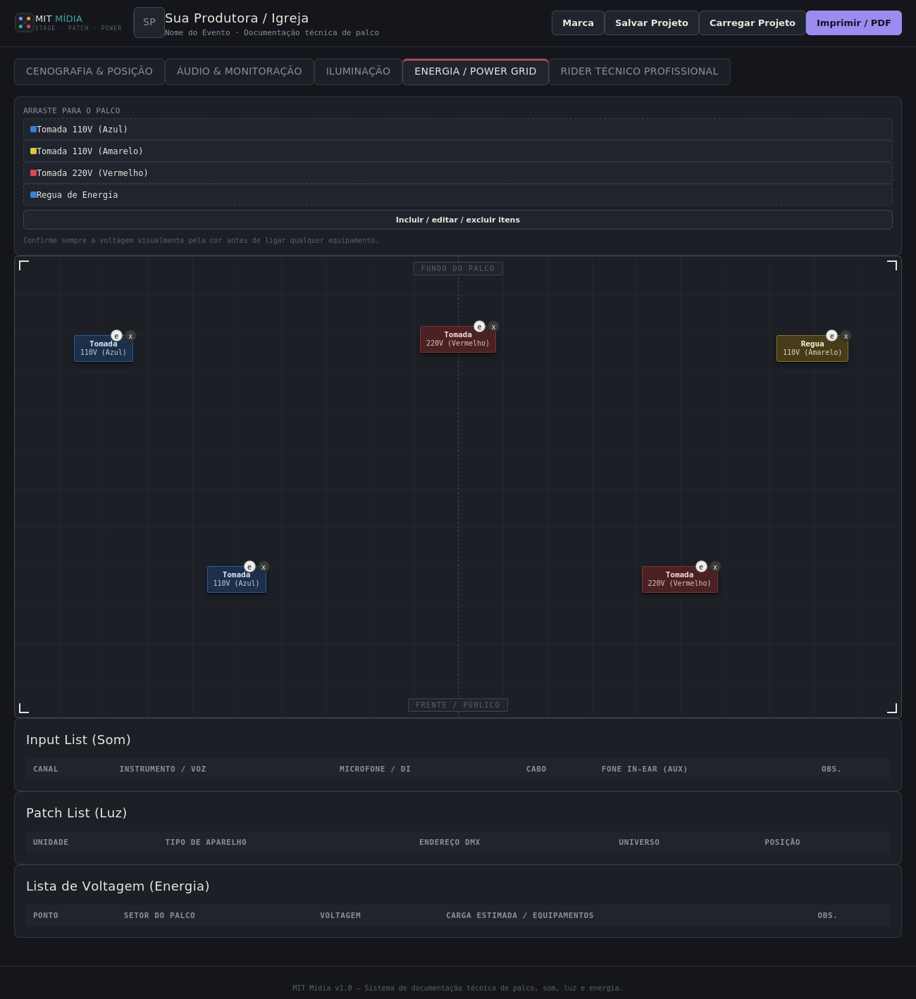 MIT MÍDIA
STAGE · PATCH · POWER
SP
Sua Produtora / Igreja
Nome do Evento · Documentação técnica de palco
Marca
Salvar Projeto
Carregar Projeto
Imprimir / PDF
CENOGRAFIA & POSIÇÃO
ÁUDIO & MONITORAÇÃO
ILUMINAÇÃO
ENERGIA / POWER GRID
RIDER TÉCNICO PROFISSIONAL
ARRASTE PARA O PALCO
Tomada 110V (Azul)
Tomada 110V (Amarelo)
Tomada 220V (Vermelho)
Regua de Energia
Incluir / editar / excluir itens
Confirme sempre a voltagem visualmente pela cor antes de ligar qualquer equipamento.
FUNDO DO PALCO
e x
Tomada
110V (Azul)
e x
Tomada
220V (Vermelho)
e x
Regua
110V (Amarelo)
e x
Tomada
110V (Azul)
e x
Tomada
220V (Vermelho)
FRENTE / PÚBLICO
Input List (Som)
CANAL INSTRUMENTO / VOZ MICROFONE / DI CABO FONE IN-EAR (AUX) OBS.
Patch List (Luz)
UNIDADE TIPO DE APARELHO ENDEREÇO DMX UNIVERSO POSIÇÃO
Lista de Voltagem (Energia)
PONTO SETOR DO PALCO VOLTAGEM CARGA ESTIMADA / EQUIPAMENTOS OBS.
MIT Mídia v1.0 — Sistema de documentação técnica de palco, som, luz e energia.